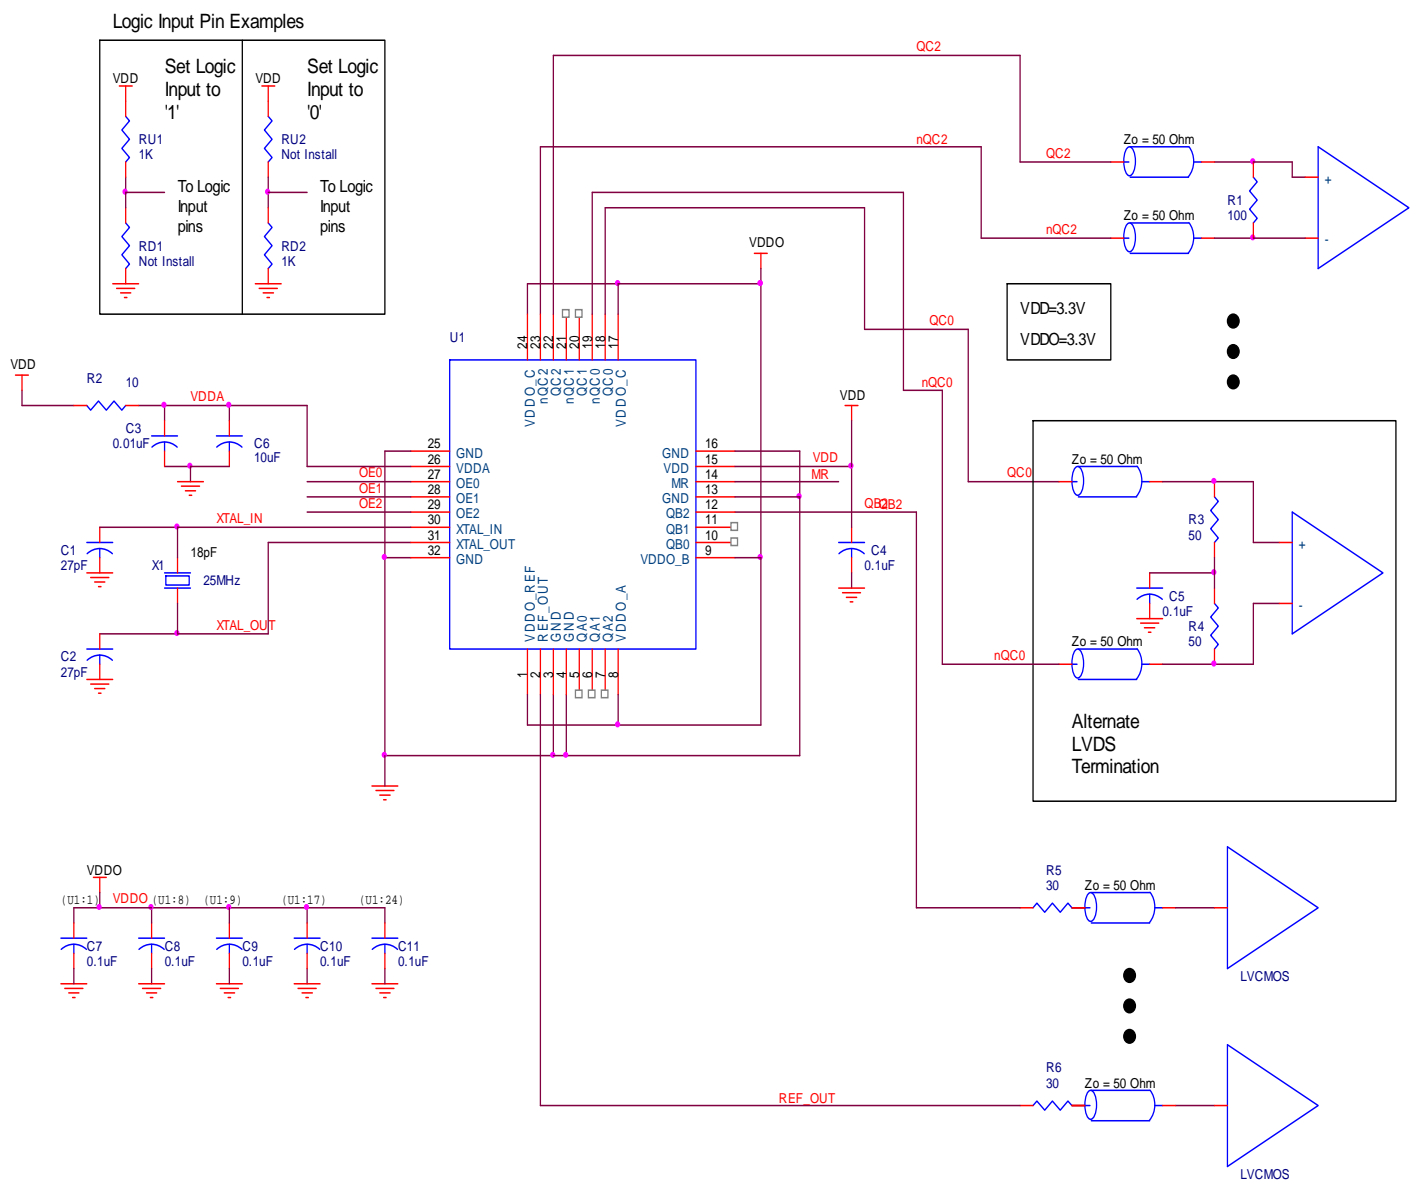 Logic Input Pin Examples
VDD
Set Logic
Input to
'1'
RU1
1K
To Logic
Input
pins
RD1
Not Install
VDD
Set Logic
Input to
'0'
RU2
Not Install
To Logic
Input
pins
RD2
1K
QC2
nQC2
QC2
Zo = 50 Ohm
nQC2
Zo = 50 Ohm
R1
100
+
-
VDDO
VDD=3.3V
VDDO=3.3V
QC0
nQC0
U1
24
23
22
21
20
19
18
17
VDDO_C
nQC2
QC2
nQC1
QC1
nQC0
QC0
VDDO_C
VDD
R2
10
VDDA
C3
0.01uF
C6
10uF
OE0
OE1
OE2
XTAL_IN
C1
27pF
18pF
X1
25MHz
XTAL_OUT
C2
27pF
25
26
27
28
29
30
31
32
GND
VDDA
OE0
OE1
OE2
XTAL_IN
XTAL_OUT
GND
GND
VDD
MR
GND
QB2
QB1
QB0
VDDO_B
16
15
14
13
12
11
10
9
VDD
VDD
MR
QB2
QB2
C4
0.1uF
VDDO_REF
REF_OUT
GND
GND
QA0
QA1
QA2
VDDO_A
1
2
3
4
5
6
7
8
QC0
Zo = 50 Ohm
R3
50
C5
0.1uF
R4
50
nQC0
Zo = 50 Ohm
+
-
Alternate
LVDS
Termination
VDDO
(U1:1)
VDDO
(U1:8)
(U1:9)
(U1:17)
(U1:24)
C7
0.1uF
C8
0.1uF
C9
0.1uF
C10
0.1uF
C11
0.1uF
R5
30
Zo = 50 Ohm
LVCMOS
REF_OUT
R6
30
Zo = 50 Ohm
LVCMOS